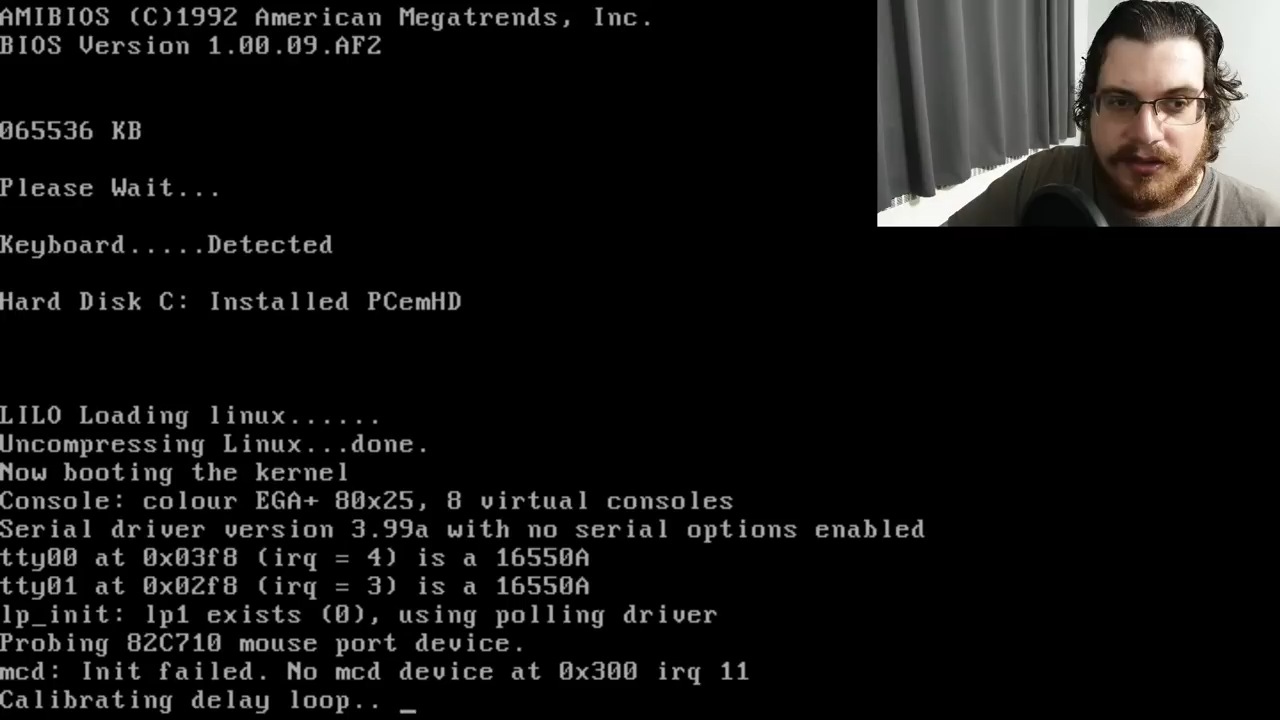 AMIBIOS (C)1992 American Megatrends, Inc.
BIOS Version 1.00.09.AF2
065536 KB
Please Wait...
Keyboard.....Detected
Hard Disk C: Installed PCemHD
LILO Loading linux......
Uncompressing Linux...done.
Now booting the kernel
Console: colour EGA+ 80x25, 8 virtual consoles
Serial driver version 3.99a with no serial options enabled
tty00 at 0x03f8 (irq = 4) is a 16550A
tty01 at 0x02f8 (irq = 3) is a 16550A
lp_init: lp1 exists (0), using polling driver
Probing 82C710 mouse port device.
mcd: Init failed. No mcd device at 0x300 irq 11
Calibrating delay loop.. _